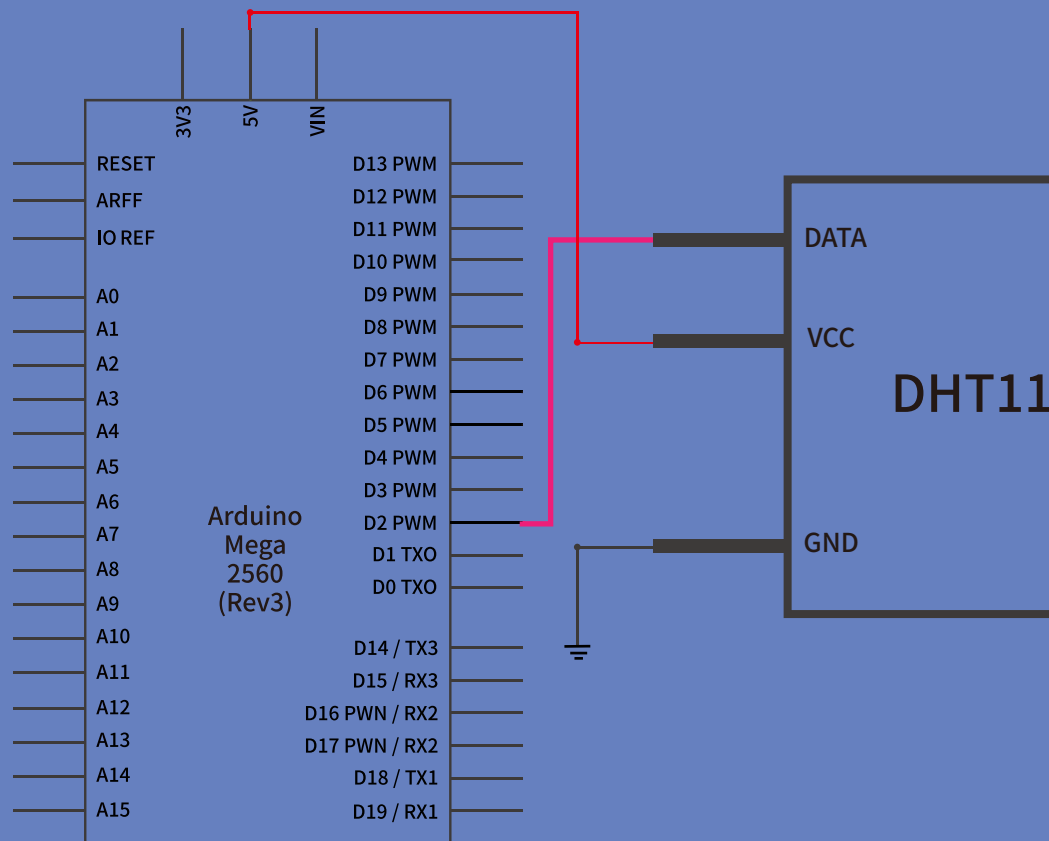 3V3
5V
VIN
RESET
ARFF
IO REF
A0
A1
A2
A3
A4
A5
A6
A7
A8
A9
A10
A11
A12
A13
A14
A15
Arduino
Mega
2560
(Rev3)
D13 PWM
D12 PWM
D11 PWM
D10 PWM
D9 PWM
D8 PWM
D7 PWM
D6 PWM
D5 PWM
D4 PWM
D3 PWM
D2 PWM
D1 TXO
D0 TXO
D14 / TX3
D15 / RX3
D16 PWN / RX2
D17 PWN / RX2
D18 / TX1
D19 / RX1
DATA
VCC
DHT11
GND